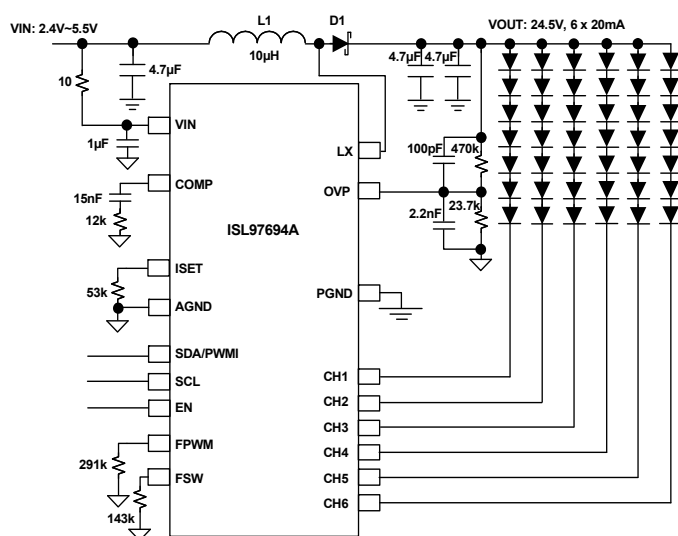 VIN: 2.4V~5.5V
L1
D1
VOUT: 24.5V, 6 x 20mA
10
4.7µF
10µH
4.7µF
4.7µF
1µF
VIN
LX
100pF
470k
COMP
OVP
15nF
12k
2.2nF
23.7k
ISL97694A
ISET
53k
AGND
PGND
SDA/PWMI
SCL
EN
FPWM
291k
FSW
143k
CH1
CH2
CH3
CH4
CH5
CH6